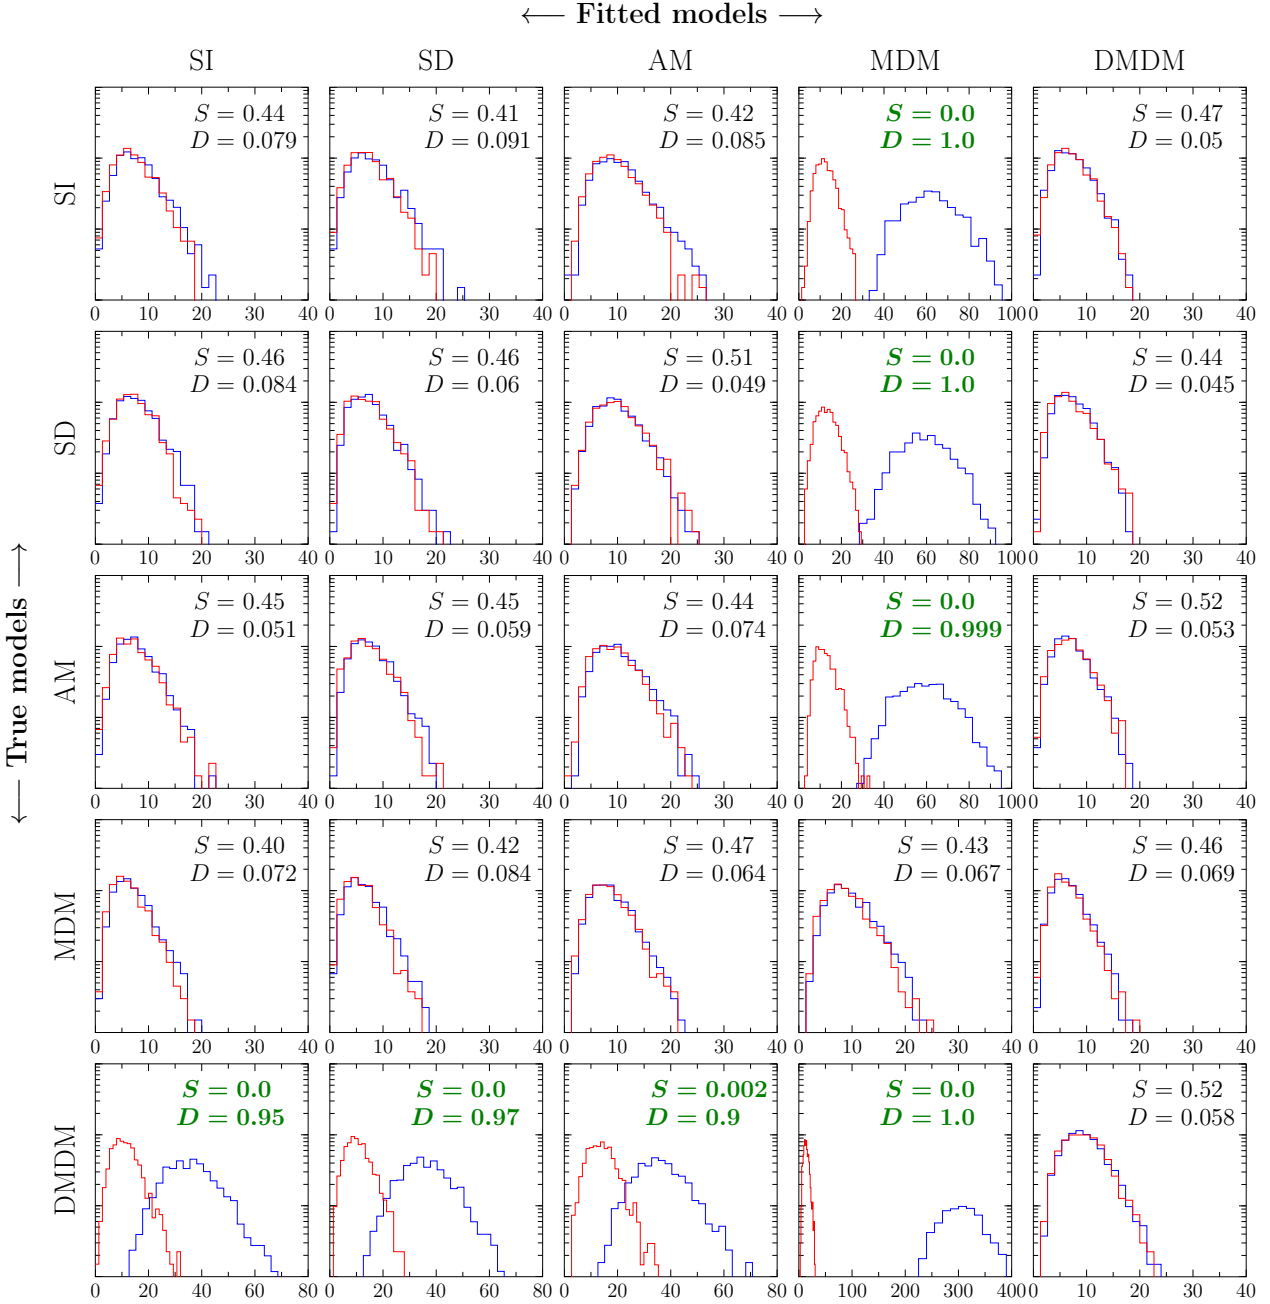 ⟵ Fitted models ⟶
SI SD AM MDM DMDM
⟵ True models ⟶
SI
S = 0.44 S = 0.41 S = 0.42 S = 0.0 S = 0.47
D = 0.079 D = 0.091 D = 0.085 D = 1.0 D = 0.05
0 10 20 30 40 0 10 20 30 40 0 10 20 30 40 0 20 40 60 80 100 0 10 20 30 40
SD
S = 0.46 S = 0.46 S = 0.51 S = 0.0 S = 0.44
D = 0.084 D = 0.06 D = 0.049 D = 1.0 D = 0.045
0 10 20 30 40 0 10 20 30 40 0 10 20 30 40 0 20 40 60 80 100 0 10 20 30 40
AM
S = 0.45 S = 0.45 S = 0.44 S = 0.0 S = 0.52
D = 0.051 D = 0.059 D = 0.074 D = 0.999 D = 0.053
0 10 20 30 40 0 10 20 30 40 0 10 20 30 40 0 20 40 60 80 100 0 10 20 30 40
MDM
S = 0.40 S = 0.42 S = 0.47 S = 0.43 S = 0.46
D = 0.072 D = 0.084 D = 0.064 D = 0.067 D = 0.069
0 10 20 30 40 0 10 20 30 40 0 10 20 30 40 0 10 20 30 40 0 10 20 30 40
DMDM
S = 0.0 S = 0.0 S = 0.002 S = 0.0 S = 0.52
D = 0.95 D = 0.97 D = 0.9 D = 1.0 D = 0.058
0 20 40 60 80 0 20 40 60 80 0 20 40 60 80 0 100 200 300 400 0 10 20 30 40